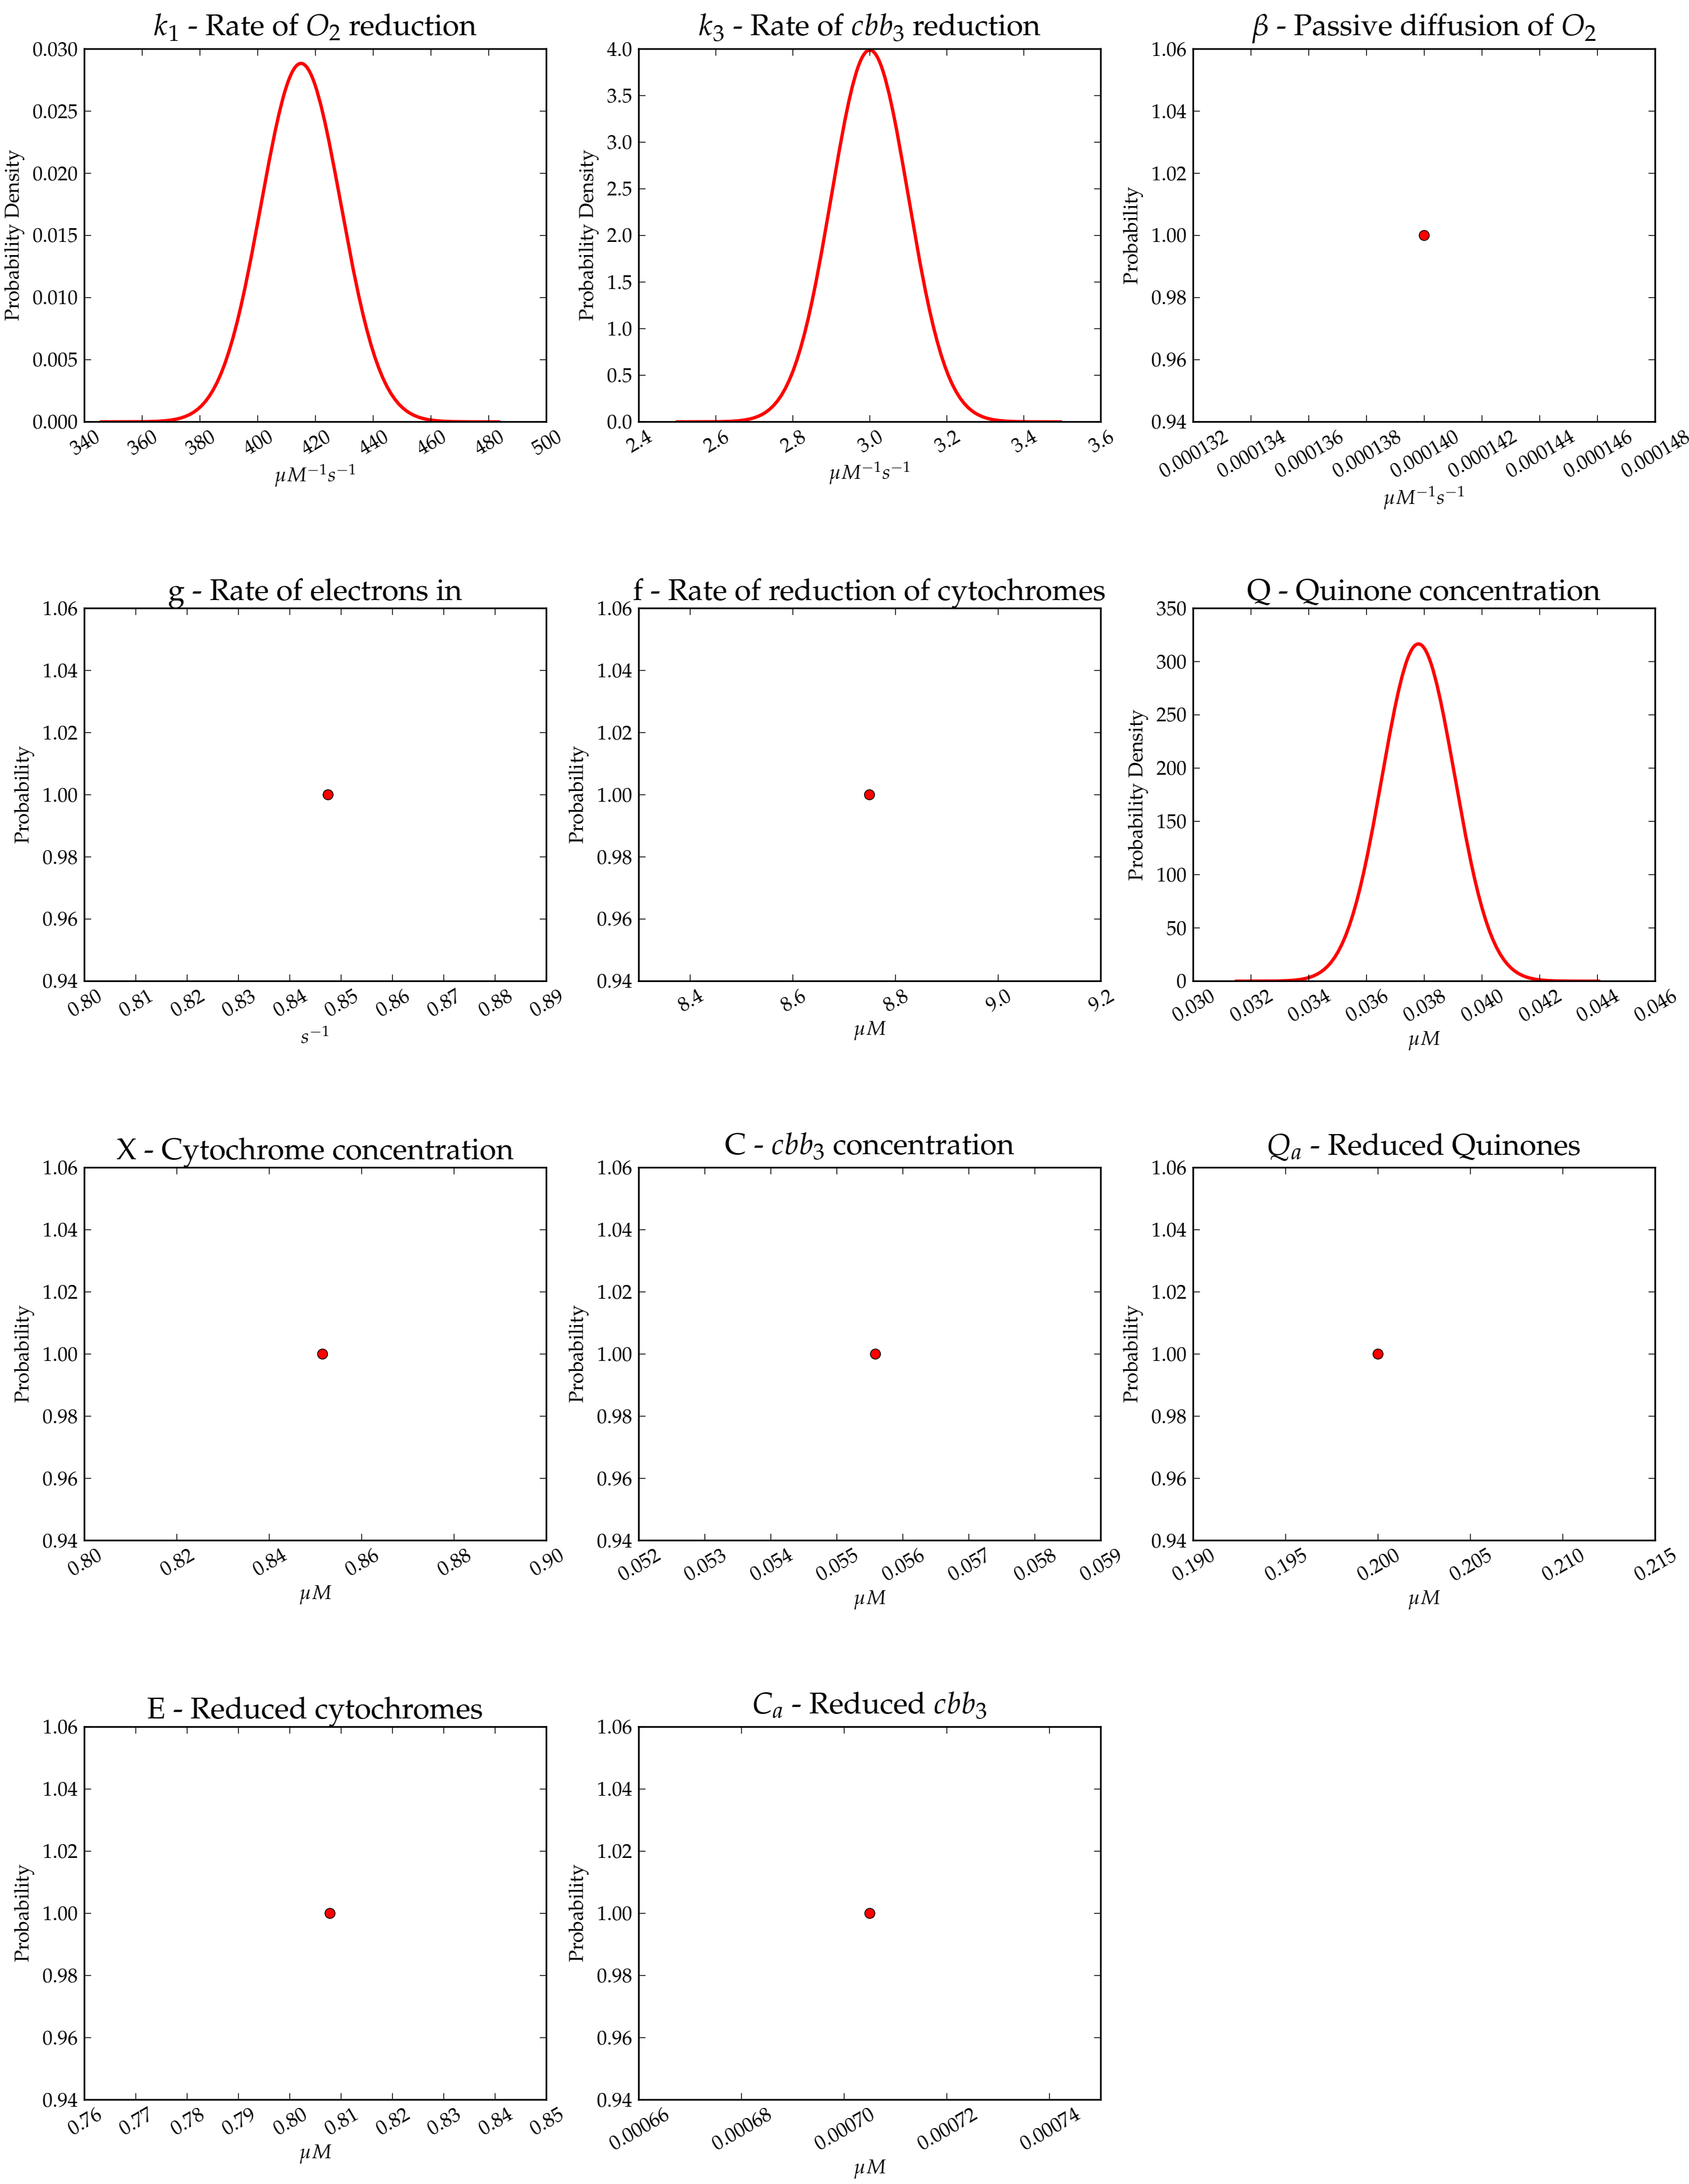 k₁ - Rate of O₂ reduction
0.030
0.025
0.020
0.015
0.010
0.005
0.000
Probability Density
340 360 380 400 420 440 460 480 500
μM⁻¹s⁻¹
k₃ - Rate of cbb₃ reduction
4.0
3.5
3.0
2.5
2.0
1.5
1.0
0.5
0.0
Probability Density
2.4 2.6 2.8 3.0 3.2 3.4 3.6
μM⁻¹s⁻¹
β - Passive diffusion of O₂
1.06
1.04
1.02
1.00
0.98
0.96
0.94
Probability
0.000132 0.000134 0.000136 0.000138 0.000140 0.000142 0.000144 0.000146 0.000148
μM⁻¹s⁻¹
g - Rate of electrons in
1.06
1.04
1.02
1.00
0.98
0.96
0.94
Probability
0.80 0.81 0.82 0.83 0.84 0.85 0.86 0.87 0.88 0.89
s⁻¹
f - Rate of reduction of cytochromes
1.06
1.04
1.02
1.00
0.98
0.96
0.94
Probability
8.4 8.6 8.8 9.0 9.2
μM
Q - Quinone concentration
350
300
250
200
150
100
50
0
Probability Density
0.030 0.032 0.034 0.036 0.038 0.040 0.042 0.044 0.046
μM
X - Cytochrome concentration
1.06
1.04
1.02
1.00
0.98
0.96
0.94
Probability
0.80 0.82 0.84 0.86 0.88 0.90
μM
C - cbb₃ concentration
1.06
1.04
1.02
1.00
0.98
0.96
0.94
Probability
0.052 0.053 0.054 0.055 0.056 0.057 0.058 0.059
μM
Qₐ - Reduced Quinones
1.06
1.04
1.02
1.00
0.98
0.96
0.94
Probability
0.190 0.195 0.200 0.205 0.210 0.215
μM
E - Reduced cytochromes
1.06
1.04
1.02
1.00
0.98
0.96
0.94
Probability
0.76 0.77 0.78 0.79 0.80 0.81 0.82 0.83 0.84 0.85
μM
Cₐ - Reduced cbb₃
1.06
1.04
1.02
1.00
0.98
0.96
0.94
Probability
0.00066 0.00068 0.00070 0.00072 0.00074
μM